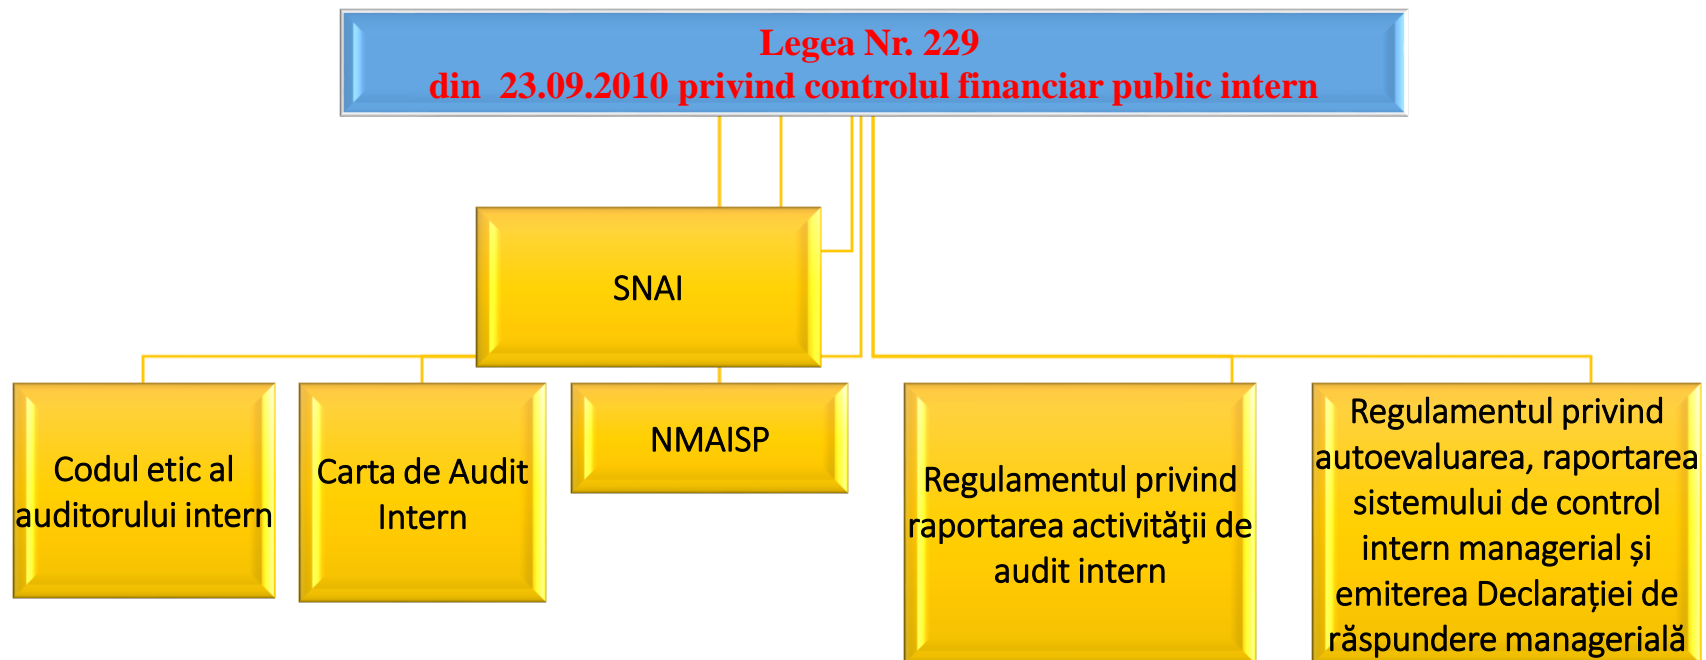 Legea Nr. 229
din 23.09.2010 privind controlul financiar public intern
SNAI
Codul etic al
auditorului intern
Carta de Audit
Intern
NMAISP
Regulamentul privind
raportarea activităţii de
audit intern
Regulamentul privind
autoevaluarea, raportarea
sistemului de control
intern managerial și
emiterea Declarației de
răspundere managerială